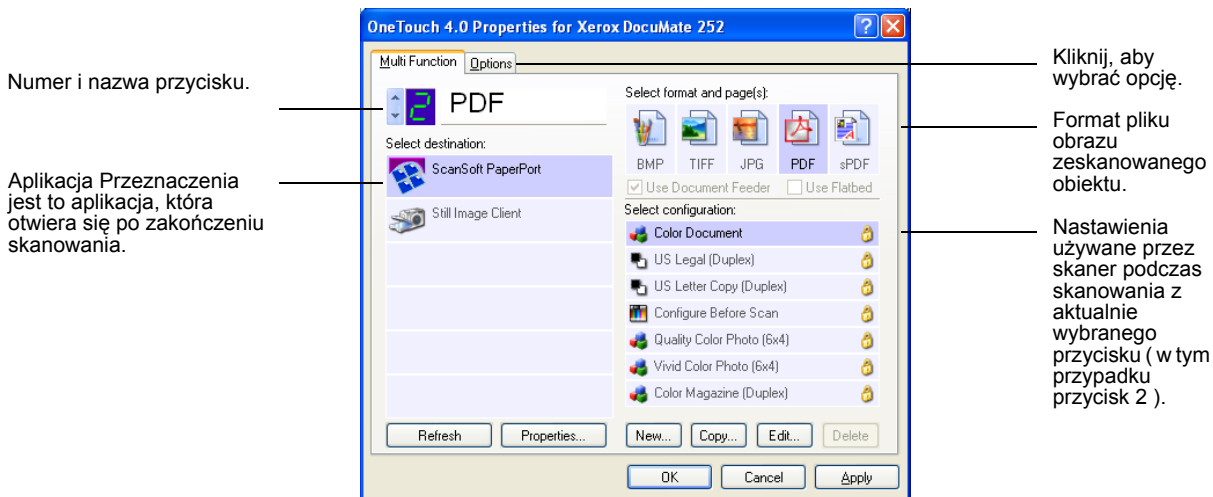 OneTouch 4.0 Properties for Xerox DocuMate 252
Multi Function
Options
2
PDF
Select destination:
ScanSoft PaperPort
Still Image Client
Refresh
Properties...
Select format and page(s):
BMP
TIFF
JPG
PDF
sPDF
Use Document Feeder
Use Flatbed
Select configuration:
Color Document
US Legal (Duplex)
US Letter Copy (Duplex)
Configure Before Scan
Quality Color Photo (6x4)
Vivid Color Photo (6x4)
Color Magazine (Duplex)
New...
Copy...
Edit...
Delete
OK
Cancel
Apply
Numer i nazwa przycisku.
Aplikacja Przeznaczenia
jest to aplikacja, która
otwiera się po zakończeniu
skanowania.
Kliknij, aby
wybrać opcję.
Format pliku
obrazu
zeskanowanego
obiektu.
Nastawienia
używane przez
skaner podczas
skanowania z
aktualnie
wybranego
przycisku ( w tym
przypadku
przycisk 2 ).